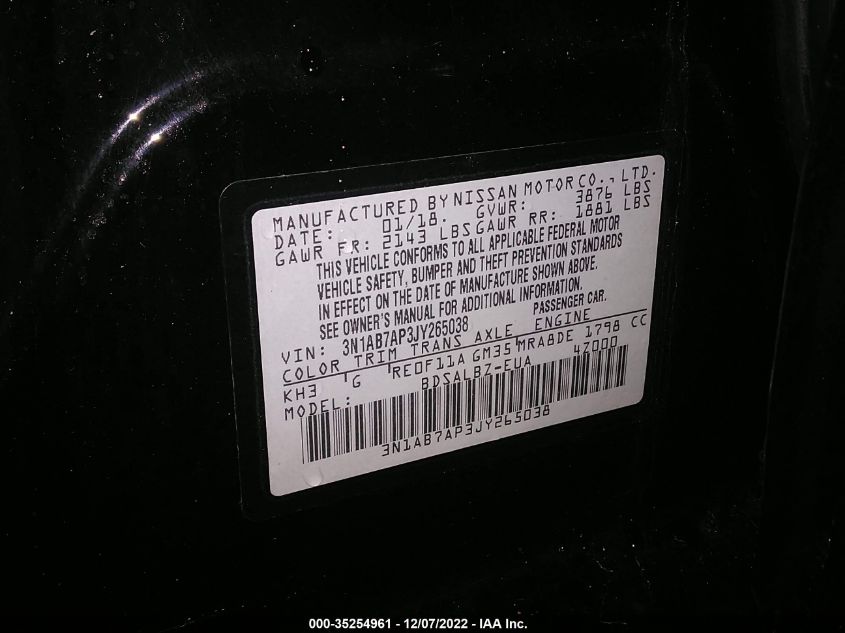 MANUFACTURED BY NISSAN MOTOR CO., LTD.
DATE: 01/18. GVWR: 3876 LBS
GAWR FR: 2143 LBS GAWR RR: 1881 LBS
THIS VEHICLE CONFORMS TO ALL APPLICABLE FEDERAL MOTOR
VEHICLE SAFETY, BUMPER AND THEFT PREVENTION STANDARDS
IN EFFECT ON THE DATE OF MANUFACTURE SHOWN ABOVE.
SEE OWNER'S MANUAL FOR ADDITIONAL INFORMATION.
PASSENGER CAR.
VIN: 3N1AB7AP3JY265038
COLOR TRIM TRANS AXLE ENGINE
KH3 G RE0F11A GM35 MRA8DE 1798 CC
MODEL: BDSALBZ-EUA 4Z000
3N1AB7AP3JY265038
000-35254961 - 12/07/2022 - IAA Inc.